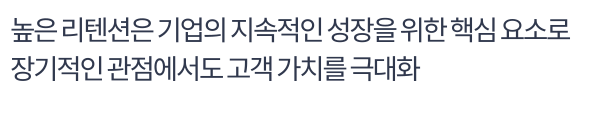 높은 리텐션은 기업의 지속적인 성장을 위한 핵심 요소로
장기적인 관점에서도 고객 가치를 극대화